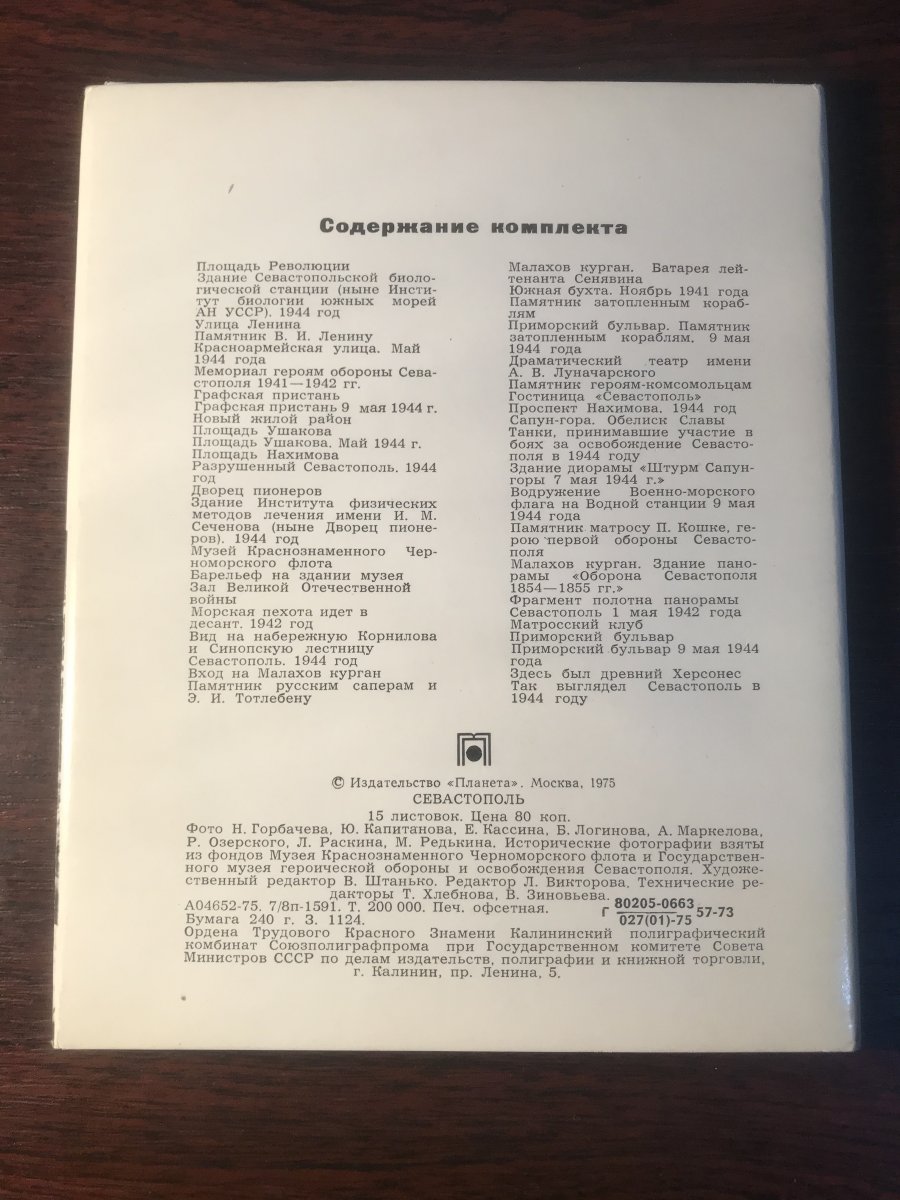 Содержание комплекта
Площадь Революции
Здание Севастопольской биоло-
гической станции (ныне Инсти-
тут биологии южных морей
АН УССР). 1944 год
Улица Ленина
Памятник В. И. Ленину
Красноармейская улица. Май
1944 года
Мемориал героям обороны Сева-
стополя 1941—1942 гг.
Графская пристань
Графская пристань 9 мая 1944 г.
Новый жилой район
Площадь Ушакова
Площадь Ушакова. Май 1944 г.
Площадь Нахимова
Разрушенный Севастополь. 1944
год
Дворец пионеров
Здание Института физических
методов лечения имени И. М.
Сеченова (ныне Дворец пионе-
ров). 1944 год
Музей Краснознаменного Чер-
номорского флота
Барельеф на здании музея
Зал Великой Отечественной
войны
Морская пехота идет в
десант. 1942 год
Вид на набережную Корнилова
и Синопскую лестницу
Севастополь. 1944 год
Вход на Малахов курган
Памятник русским саперам и
Э. И. Тотлебену
Малахов курган. Батарея лей-
тенанта Сенявина
Южная бухта. Ноябрь 1941 года
Памятник затопленным кораб-
лям
Приморский бульвар. Памятник
затопленным кораблям. 9 мая
1944 года
Драматический театр имени
А. В. Луначарского
Памятник героям-комсомольцам
Гостиница «Севастополь»
Проспект Нахимова. 1944 год
Сапун-гора. Обелиск Славы
Танки, принимавшие участие в
боях за освобождение Севасто-
поля в 1944 году
Здание диорамы «Штурм Сапун-
горы 7 мая 1944 г.»
Водружение Военно-морского
флага на Водной станции 9 мая
1944 года
Памятник матросу П. Кошке, ге-
рою первой обороны Севасто-
поля
Малахов курган. Здание пано-
рамы «Оборона Севастополя
1854—1855 гг.»
Фрагмент полотна панорамы
Севастополь 1 мая 1942 года
Матросский клуб
Приморский бульвар
Приморский бульвар 9 мая 1944
года
Здесь был древний Херсонес
Так выглядел Севастополь в
1944 году
© Издательство «Планета». Москва, 1975
СЕВАСТОПОЛЬ
15 листовок. Цена 80 коп.
Фото Н. Горбачева, Ю. Капитанова, Е. Кассина, Б. Логинова, А. Маркелова,
Р. Озерского, Л. Раскина, М. Редькина. Исторические фотографии взяты
из фондов Музея Краснознаменного Черноморского флота и Государствен-
ного музея героической обороны и освобождения Севастополя. Художе-
ственный редактор В. Штанько. Редактор Л. Викторова. Технические ре-
дакторы Т. Хлебнова, В. Зиновьева.
А04652-75. 7/8п-1591. Т. 200 000. Печ. офсетная.
Бумага 240 г. З. 1124.
Г 80205-0663 57-73
027(01)-75
Ордена Трудового Красного Знамени Калининский полиграфический
комбинат Союзполиграфпрома при Государственном комитете Совета
Министров СССР по делам издательств, полиграфии и книжной торговли,
г. Калинин, пр. Ленина, 5.